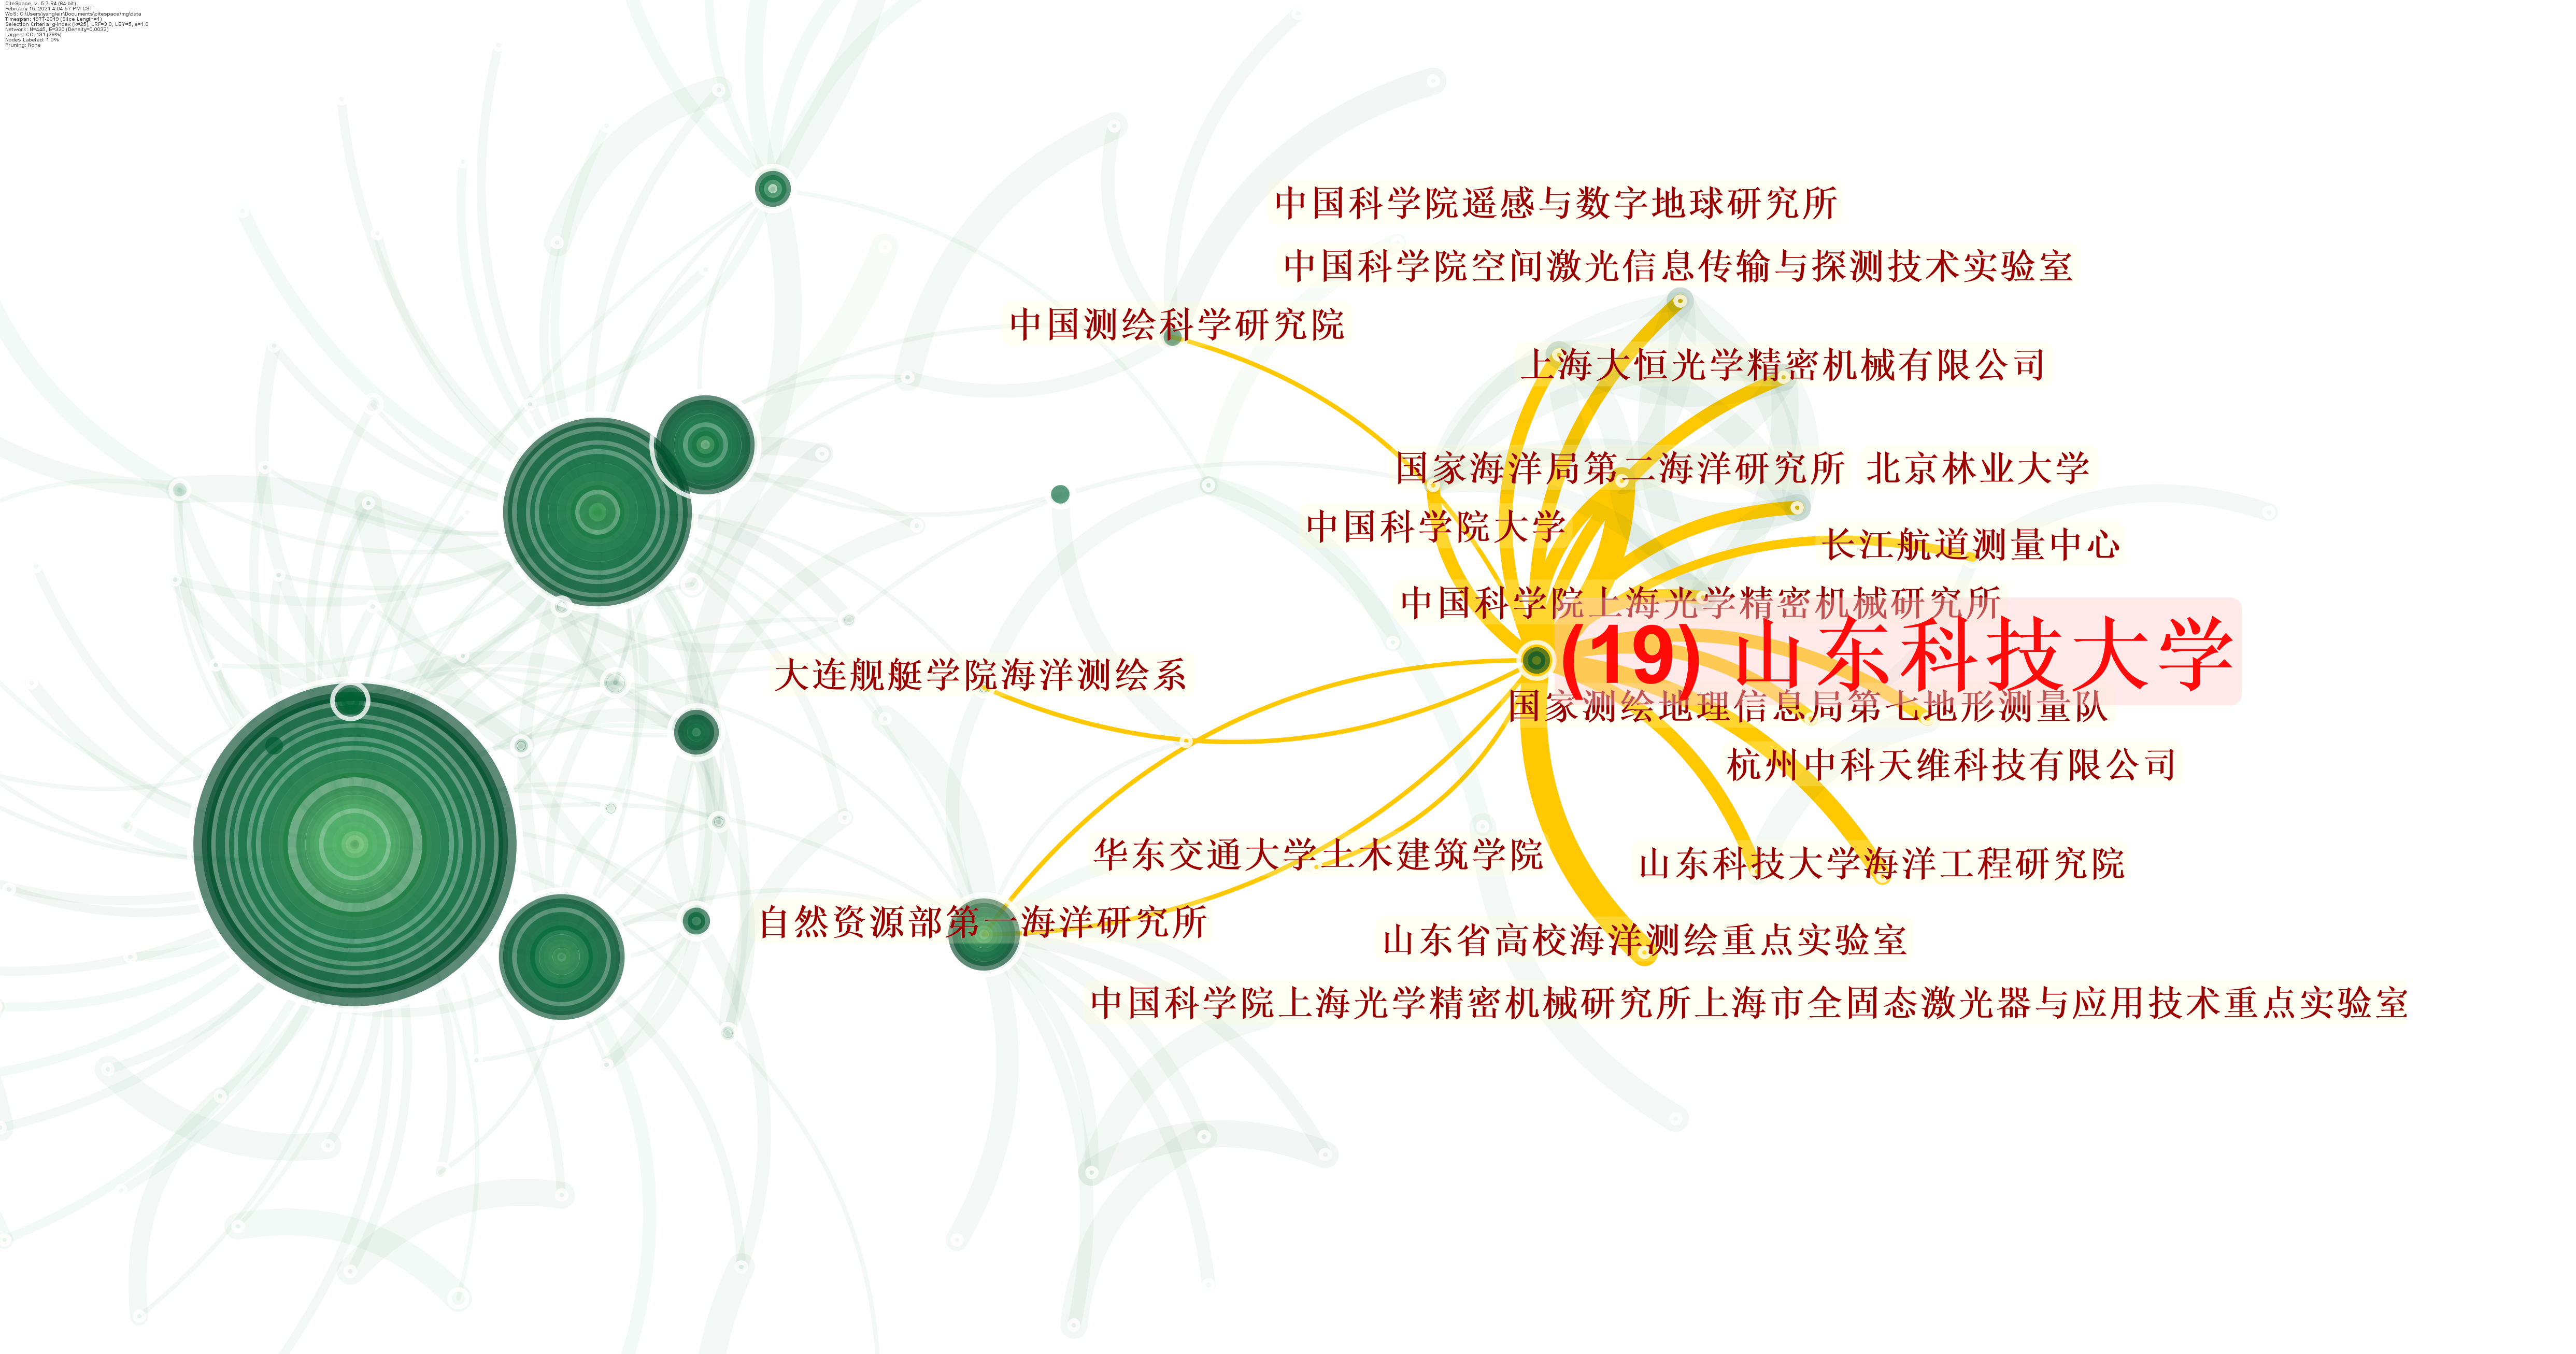 CiteSpace, v. 5.7.R4 (64-bit)
February 15, 2021 4:04:57 PM CST
WoS: C:\Users\yangleir\Documents\citespace\mg\data
Timespan: 1977-2019 (Slice Length=1)
Selection Criteria: g-index (k=25), LRF=3.0, LBY=5, e=1.0
Network: N=445, E=320 (Density=0.0032)
Largest CC: 131 (29%)
Nodes Labeled: 1.0%
Pruning: None
中国科学院遥感与数字地球研究所
中国科学院空间激光信息传输与探测技术实验室
中国测绘科学研究院
上海大恒光学精密机械有限公司
国家海洋局第二海洋研究所 北京林业大学
中国科学院大学
长江航道测量中心
中国科学院上海光学精密机械研究所
(19) 山东科技大学
大连舰艇学院海洋测绘系
国家测绘地理信息局第七地形测量队
杭州中科天维科技有限公司
华东交通大学土木建筑学院
山东科技大学海洋工程研究院
自然资源部第一海洋研究所
山东省高校海洋测绘重点实验室
中国科学院上海光学精密机械研究所上海市全固态激光器与应用技术重点实验室